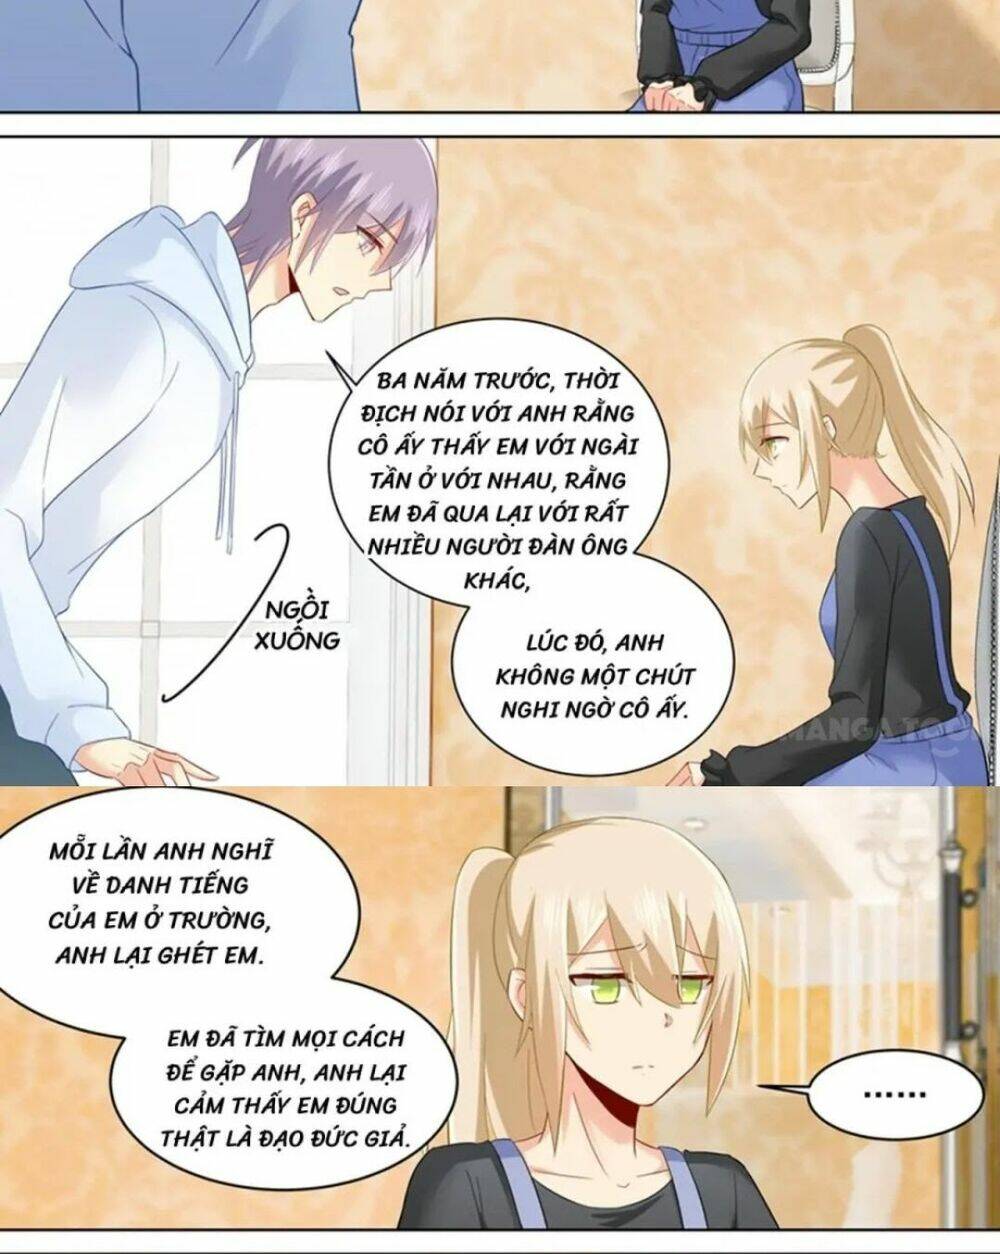 BA NĂM TRƯỚC, THỜI
ĐỊCH NÓI VỚI ANH RẰNG
CÔ ẤY THẤY EM VỚI NGÀI
TẦN Ở VỚI NHAU, RẰNG
EM ĐÃ QUA LẠI VỚI RẤT
NHIỀU NGƯỜI ĐÀN ÔNG
KHÁC,
NGỒI
XUỐNG
LÚC ĐÓ, ANH
KHÔNG MỘT CHÚT
NGHI NGỜ CÔ ẤY.
MANGATOON
MỖI LẦN ANH NGHĨ
VỀ DANH TIẾNG
CỦA EM Ở TRƯỜNG,
ANH LẠI GHÉT EM.
EM ĐÃ TÌM MỌI CÁCH
ĐỂ GẶP ANH, ANH LẠI
CẢM THẤY EM ĐÚNG
THẬT LÀ ĐẠO ĐỨC GIẢ.
......